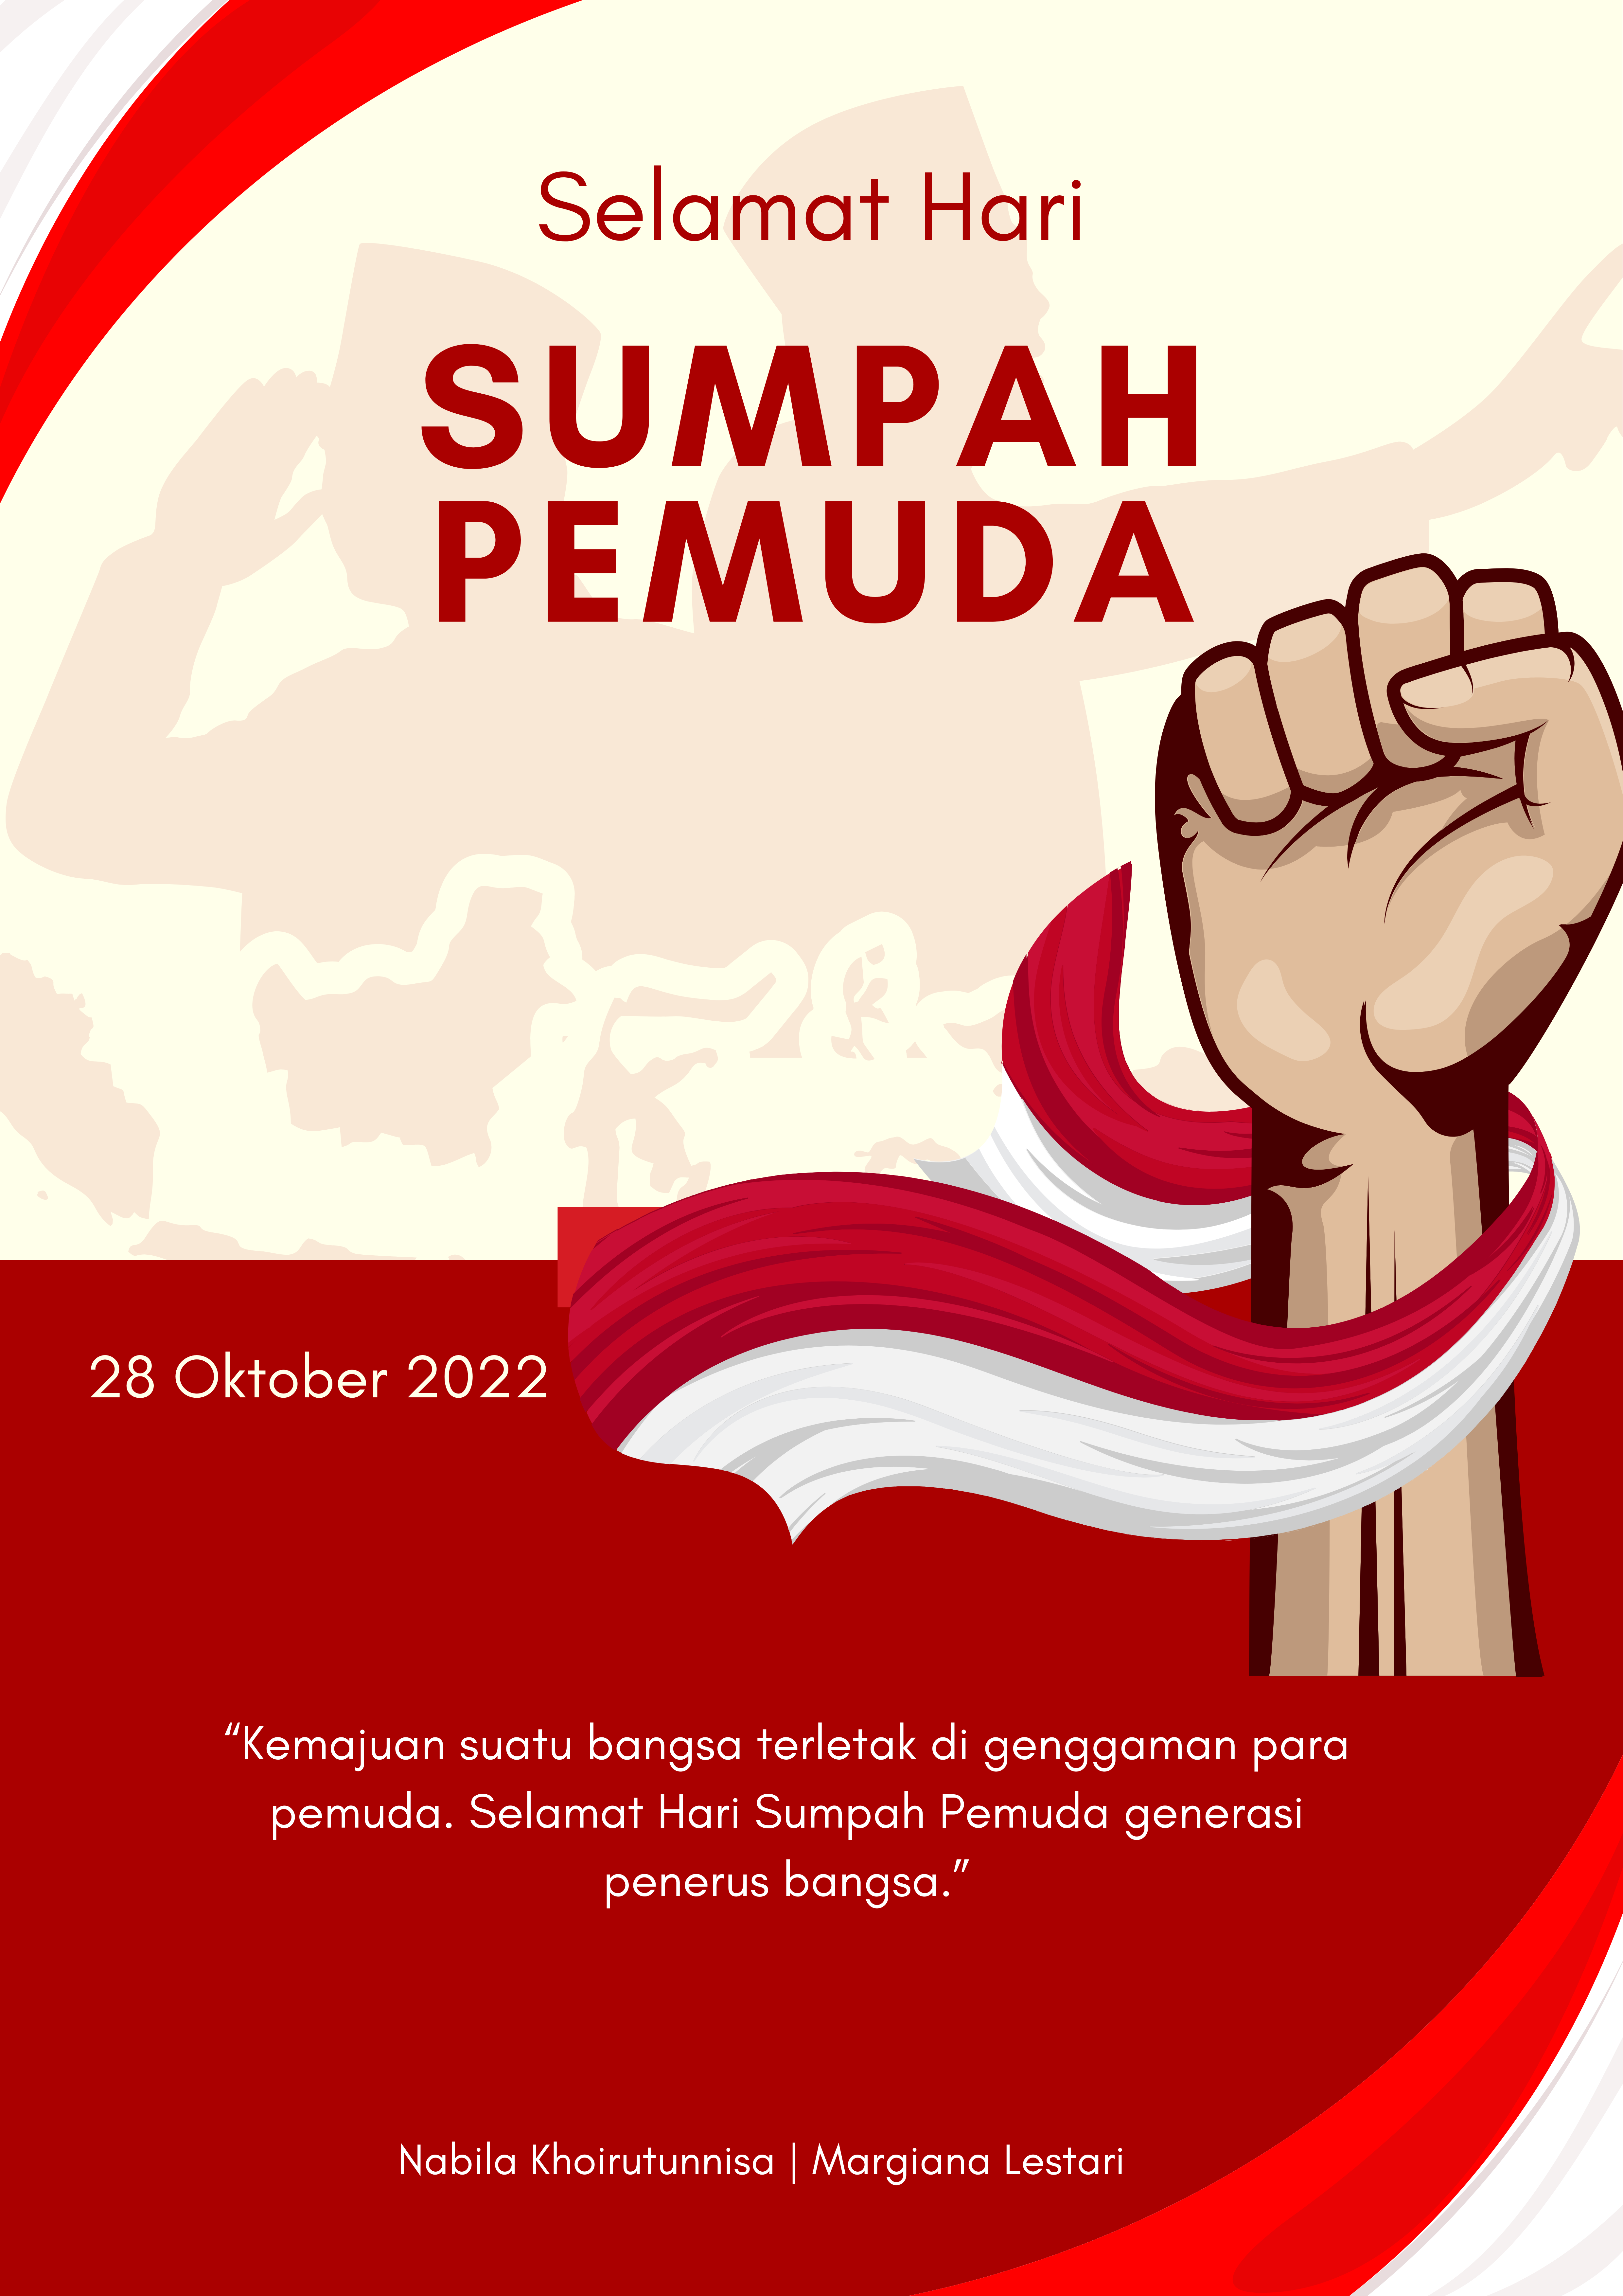 Selamat Hari
SUMPAH
PEMUDA
28 Oktober 2022
“Kemajuan suatu bangsa terletak di genggaman para
pemuda. Selamat Hari Sumpah Pemuda generasi
penerus bangsa.”
Nabila Khoirutunnisa | Margiana Lestari